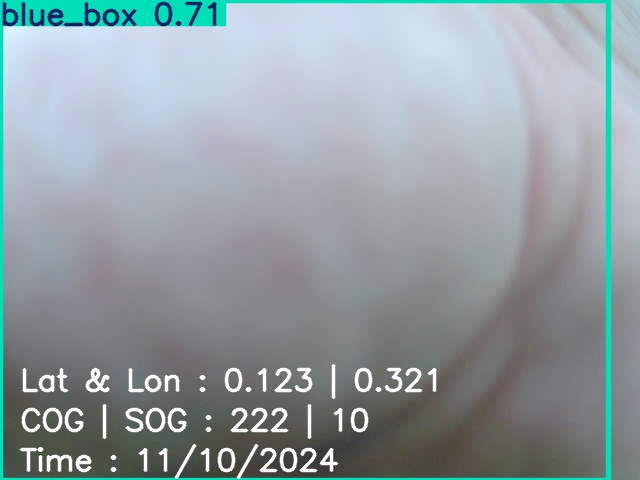 blue_box 0.71
Lat & Lon : 0.123 | 0.321
COG | SOG : 222 | 10
Time : 11/10/2024